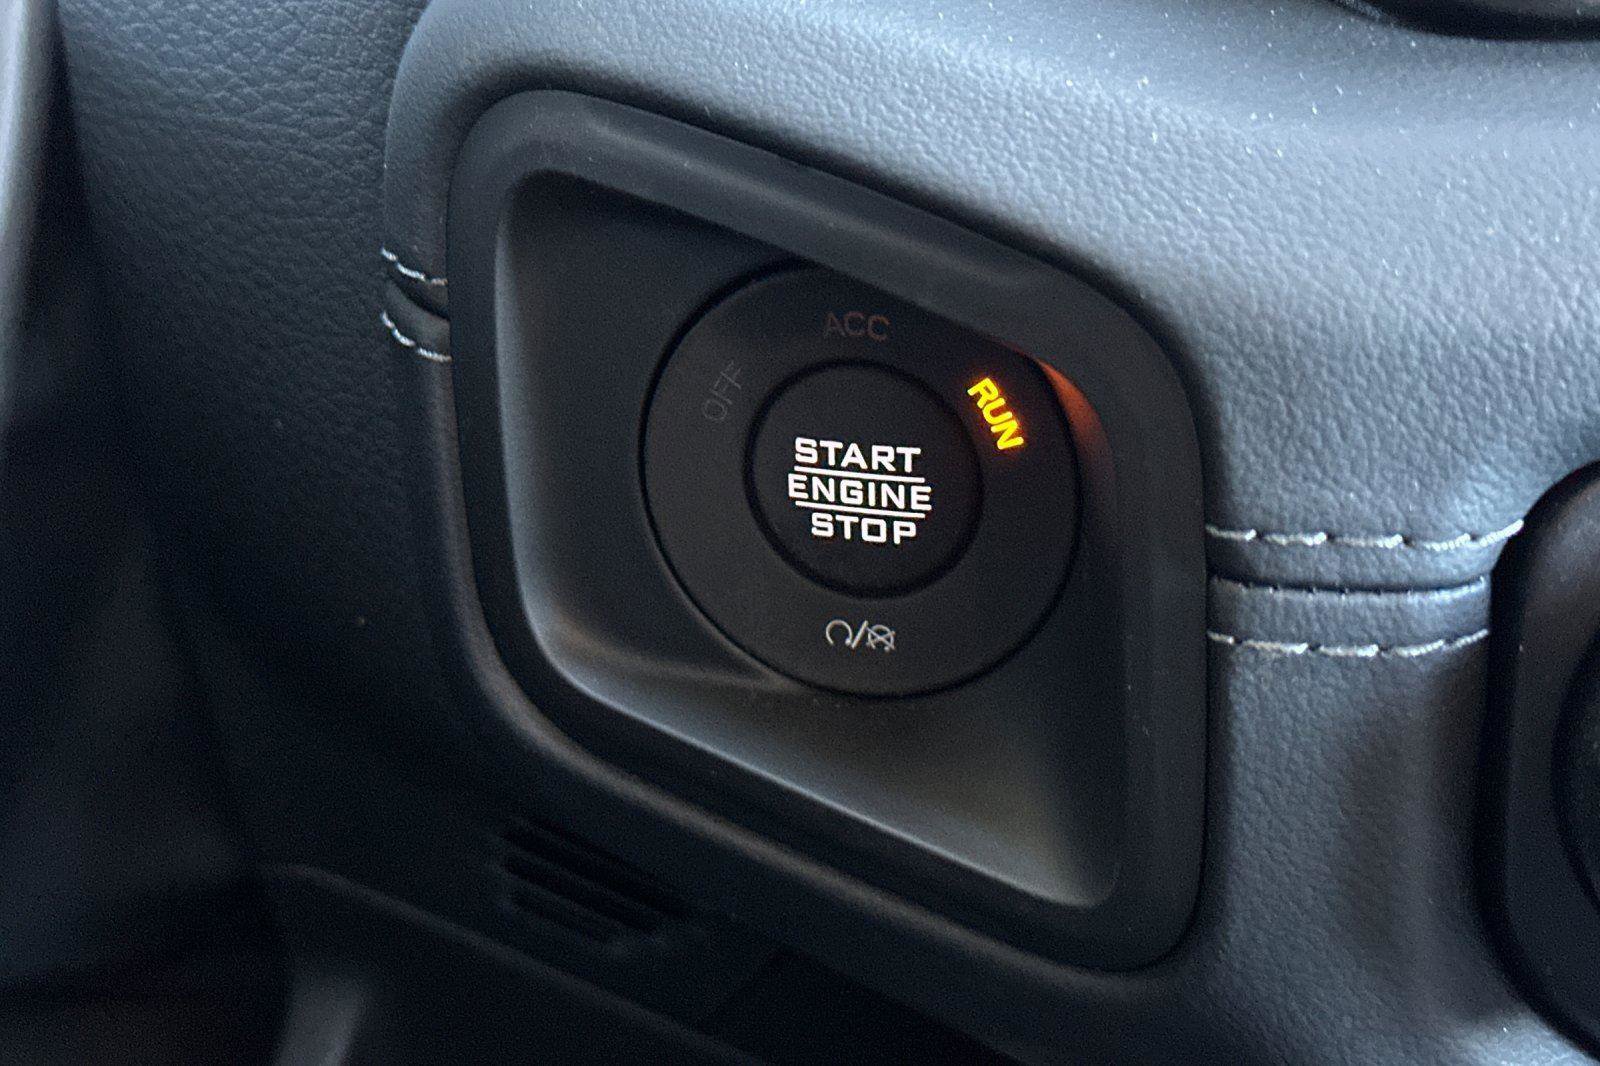 ACC
OFF
RUN
START
ENGINE
STOP